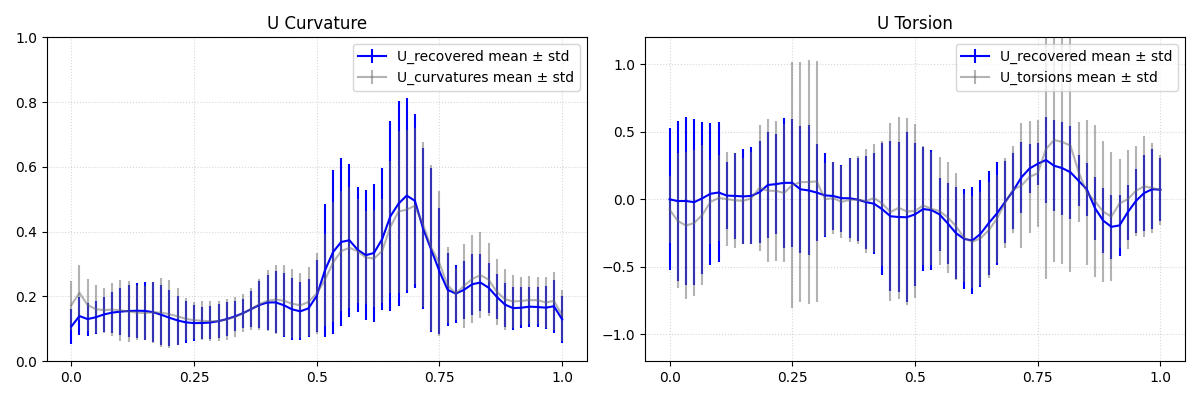 U Curvature
U_recovered mean ± std
U_curvatures mean ± std
1.0
0.8
0.6
0.4
0.2
0.0
0.0 0.25 0.5 0.75 1.0
U Torsion
U_recovered mean ± std
U_torsions mean ± std
1.0
0.5
0.0
−0.5
−1.0
0.0 0.25 0.5 0.75 1.0